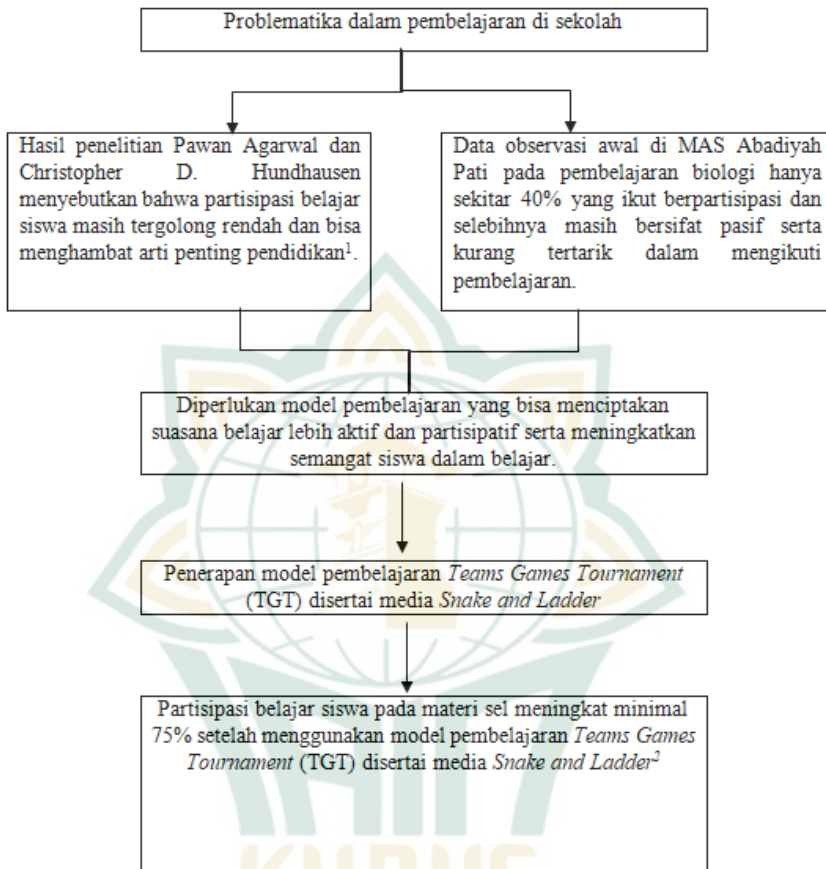 Problematika dalam pembelajaran di sekolah
Hasil penelitian Pawan Agarwal dan
Christopher D. Hundhausen
menyebutkan bahwa partisipasi belajar
siswa masih tergolong rendah dan bisa
menghambat arti penting pendidikan¹.
Data observasi awal di MAS Abadiyah
Pati pada pembelajaran biologi hanya
sekitar 40% yang ikut berpartisipasi dan
selebihnya masih bersifat pasif serta
kurang tertarik dalam mengikuti
pembelajaran.
Diperlukan model pembelajaran yang bisa menciptakan
suasana belajar lebih aktif dan partisipatif serta meningkatkan
semangat siswa dalam belajar.
Penerapan model pembelajaran Teams Games Tournament
(TGT) disertai media Snake and Ladder
Partisipasi belajar siswa pada materi sel meningkat minimal
75% setelah menggunakan model pembelajaran Teams Games
Tournament (TGT) disertai media Snake and Ladder²
KUDUS